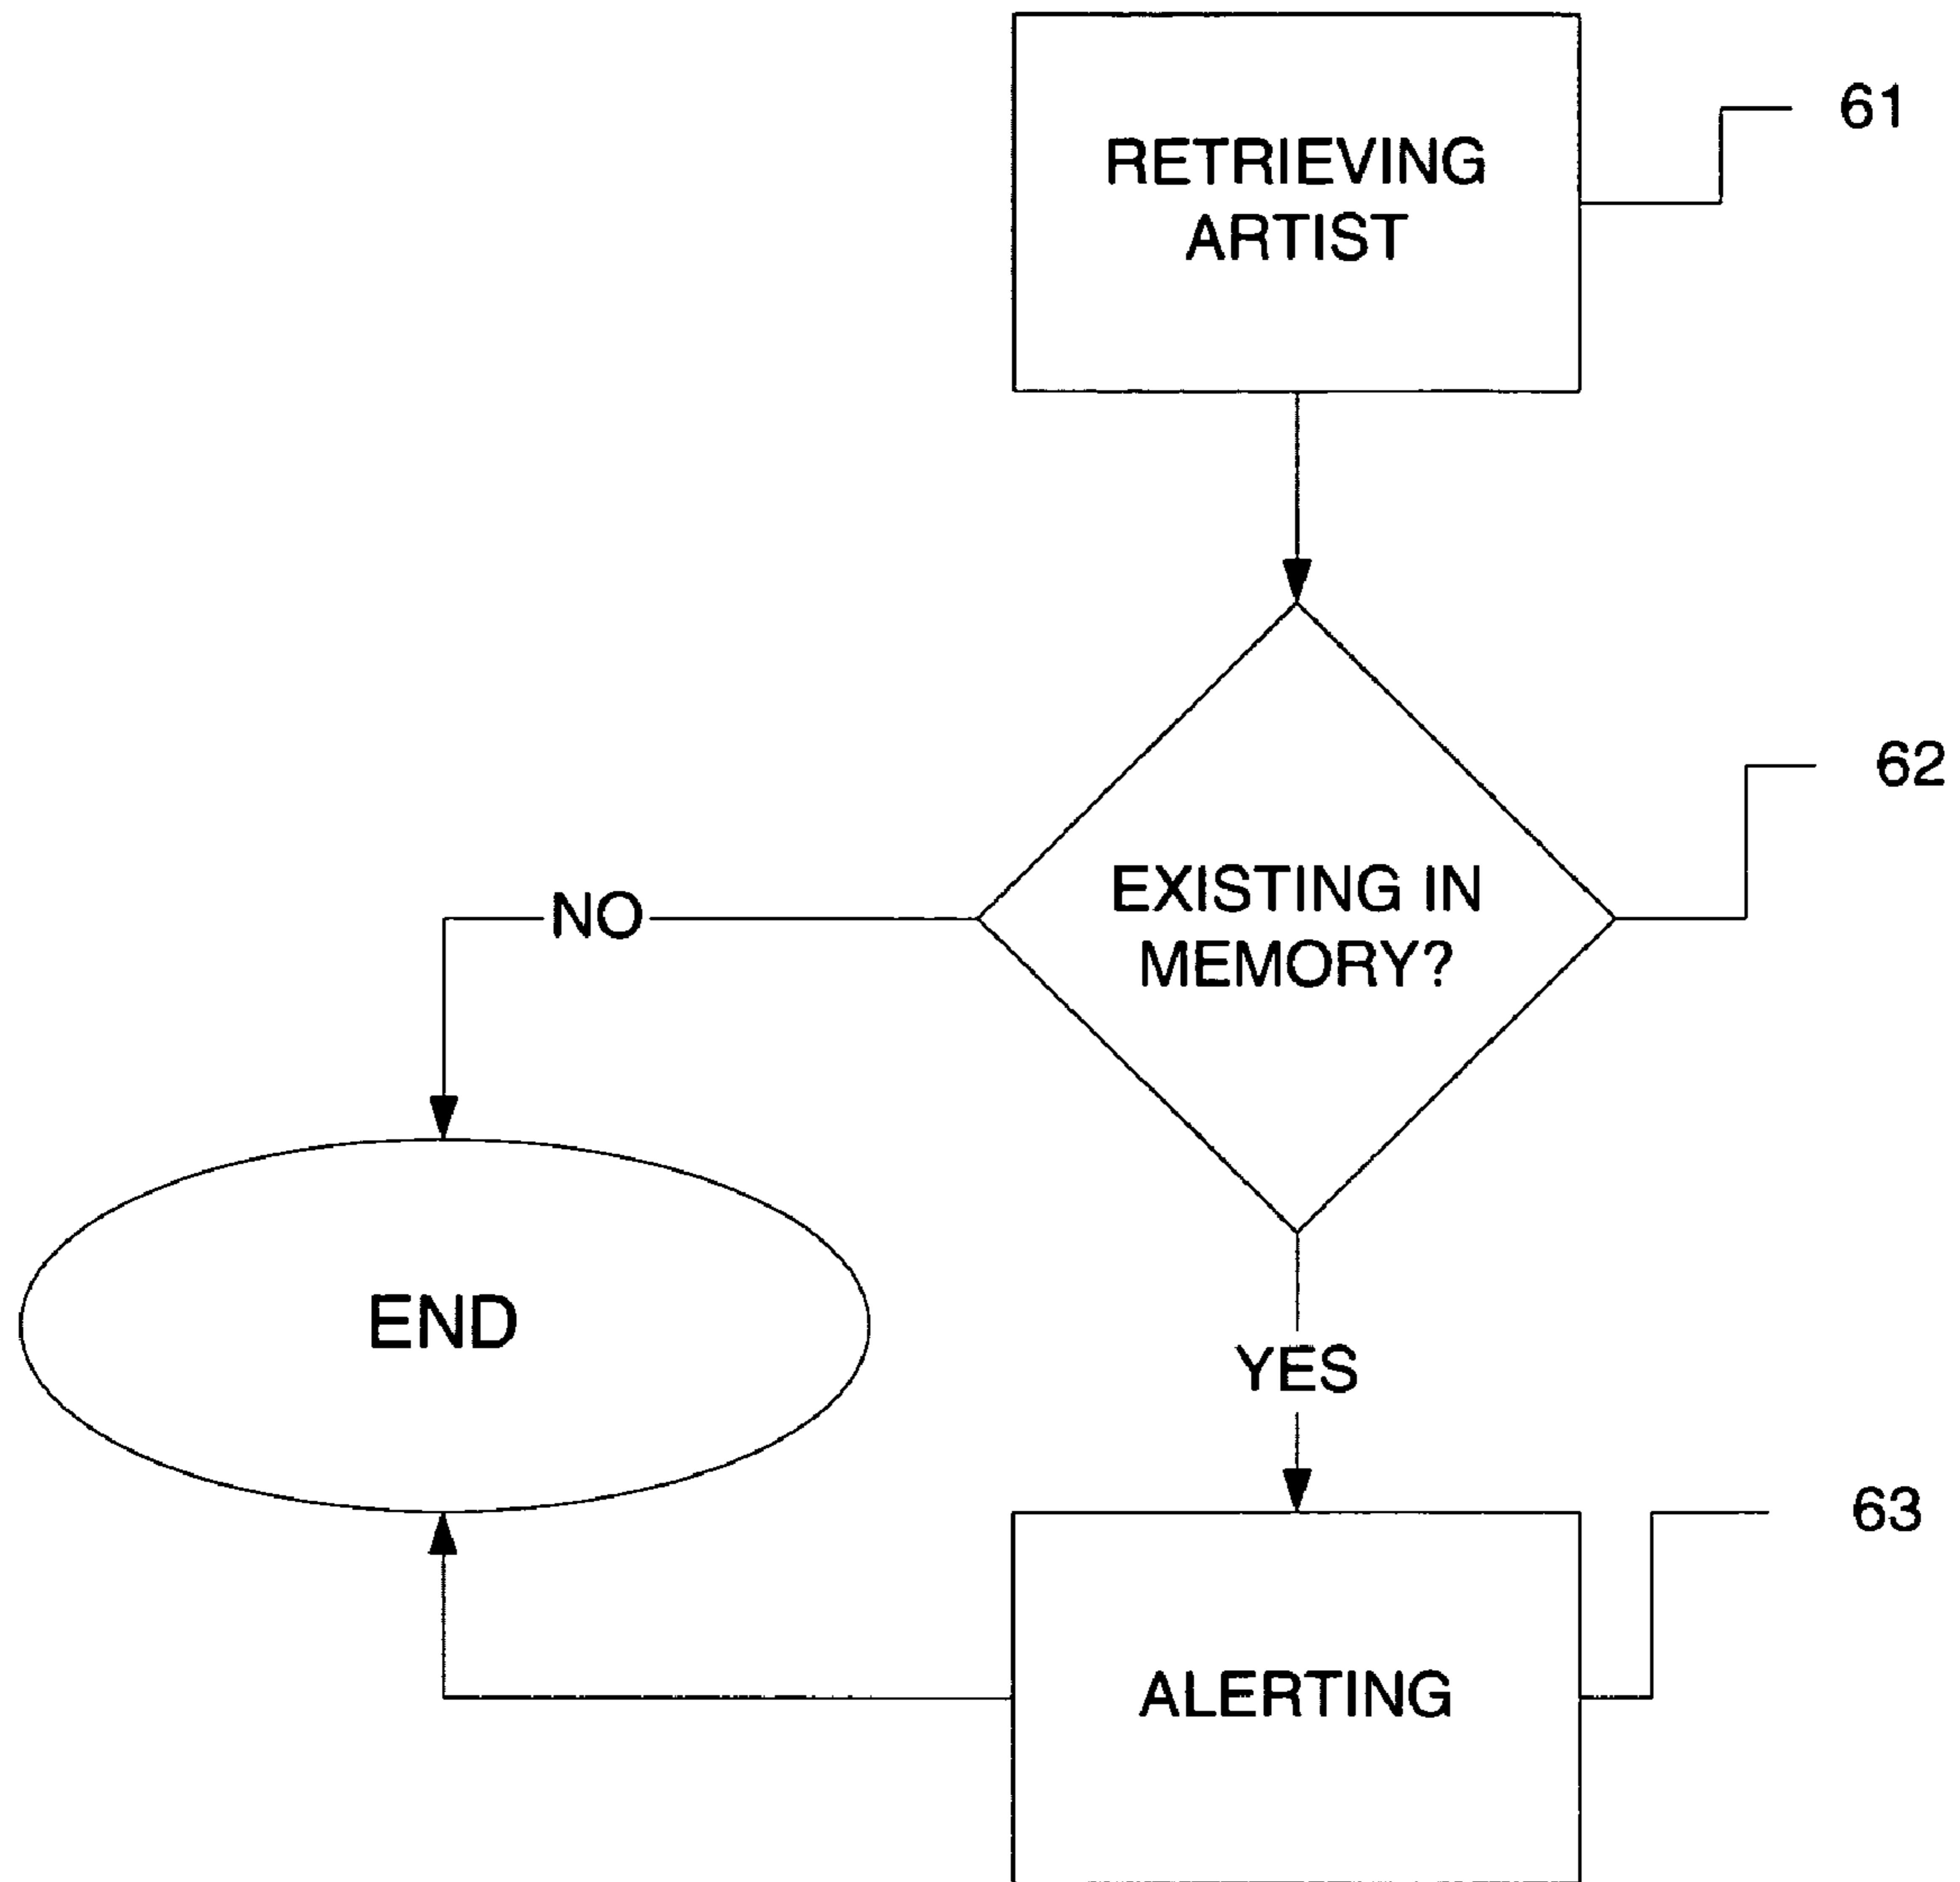 RETRIEVING
ARTIST
61
EXISTING IN
MEMORY?
62
NO
END
YES
ALERTING
63